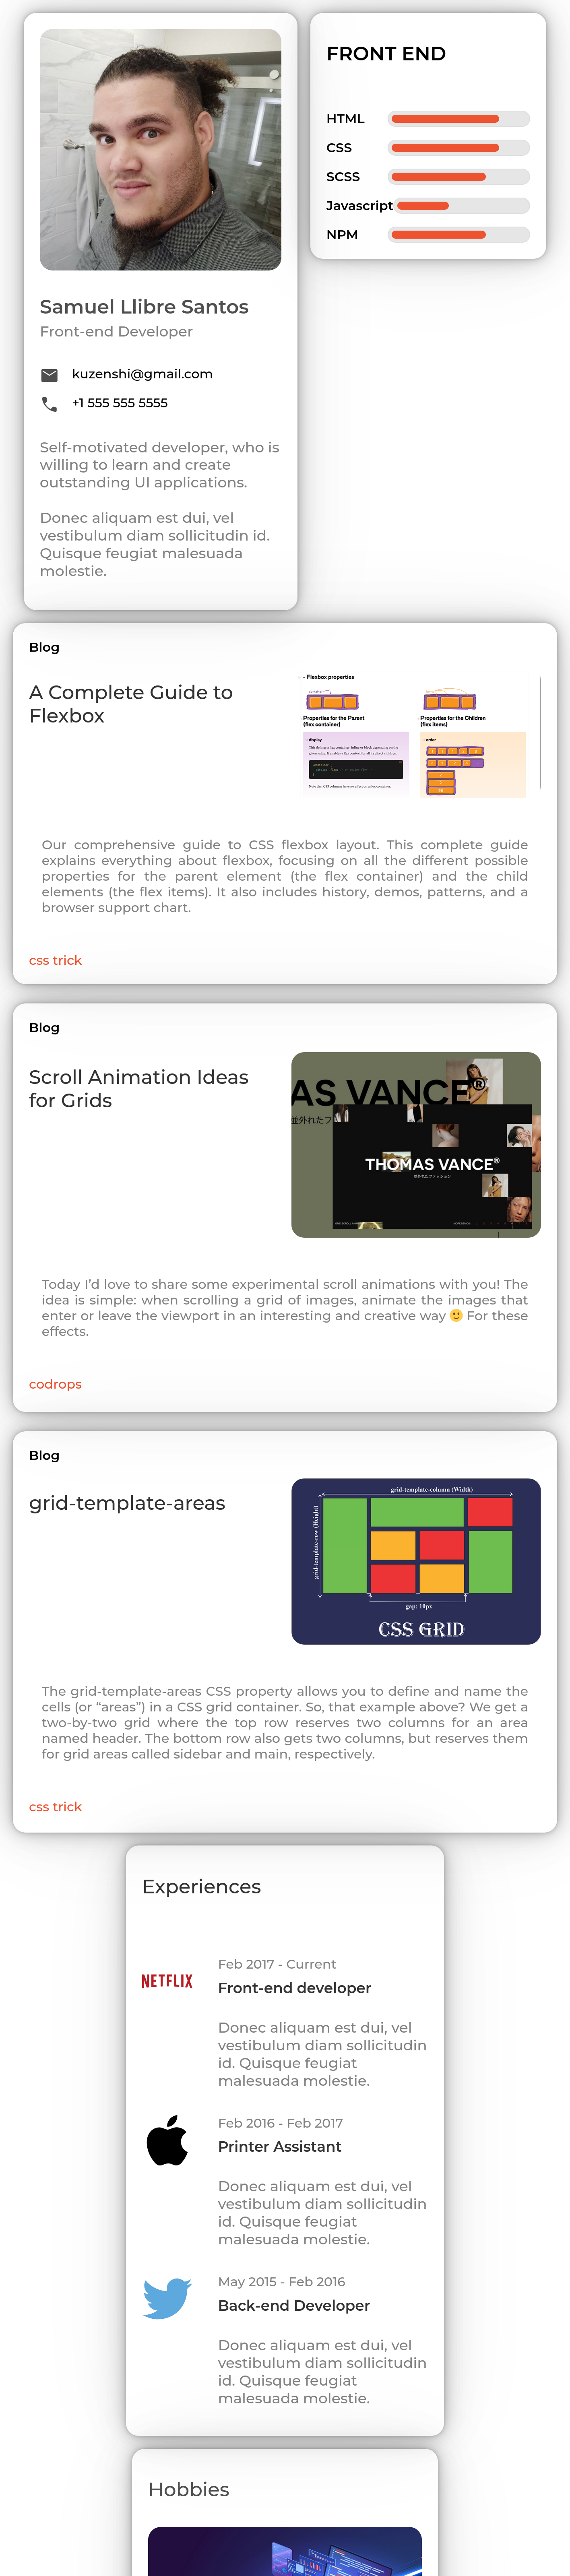 Samuel Llibre Santos
Front-end Developer
kuzenshi@gmail.com
+1 555 555 5555
Self-motivated developer, who is
willing to learn and create
outstanding UI applications.
Donec aliquam est dui, vel
vestibulum diam sollicitudin id.
Quisque feugiat malesuada
molestie.
FRONT END
HTML
CSS
SCSS
Javascript
NPM
Blog
A Complete Guide to
Flexbox
Flexbox properties
Properties for the Parent
(flex container)
Properties for the Children
(flex items)
display
order
Our comprehensive guide to CSS flexbox layout. This complete guide
explains everything about flexbox, focusing on all the different possible
properties for the parent element (the flex container) and the child
elements (the flex items). It also includes history, demos, patterns, and a
browser support chart.
css trick
Blog
Scroll Animation Ideas
for Grids
AS VANCE®
並外れたフ
THOMAS VANCE®
並外れたファッション
Today I’d love to share some experimental scroll animations with you! The
idea is simple: when scrolling a grid of images, animate the images that
enter or leave the viewport in an interesting and creative way 🙂 For these
effects.
codrops
Blog
grid-template-areas
grid-template-column (Width)
grid-template-row (Height)
gap: 10px
CSS GRID
The grid-template-areas CSS property allows you to define and name the
cells (or “areas”) in a CSS grid container. So, that example above? We get a
two-by-two grid where the top row reserves two columns for an area
named header. The bottom row also gets two columns, but reserves them
for grid areas called sidebar and main, respectively.
css trick
Experiences
NETFLIX
Feb 2017 - Current
Front-end developer
Donec aliquam est dui, vel
vestibulum diam sollicitudin
id. Quisque feugiat
malesuada molestie.
Feb 2016 - Feb 2017
Printer Assistant
Donec aliquam est dui, vel
vestibulum diam sollicitudin
id. Quisque feugiat
malesuada molestie.
May 2015 - Feb 2016
Back-end Developer
Donec aliquam est dui, vel
vestibulum diam sollicitudin
id. Quisque feugiat
malesuada molestie.
Hobbies